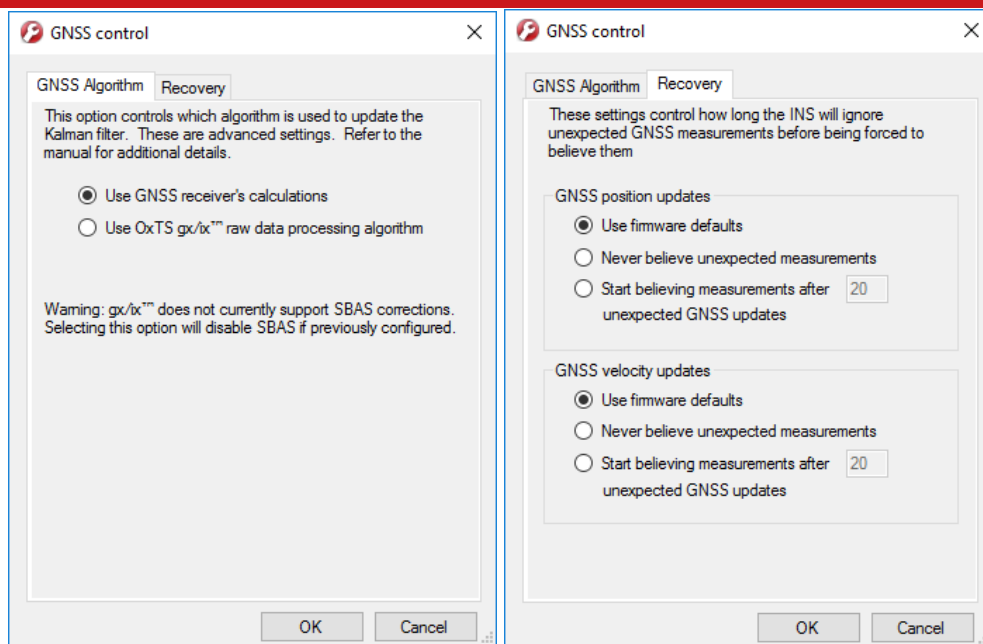 GNSS control
GNSS Algorithm Recovery
This option controls which algorithm is used to update the
Kalman filter. These are advanced settings. Refer to the
manual for additional details.
Use GNSS receiver's calculations
Use OxTS gx/ix™ raw data processing algorithm
Warning: gx/ix™ does not currently support SBAS corrections.
Selecting this option will disable SBAS if previously configured.
OK Cancel
GNSS control
GNSS Algorithm Recovery
These settings control how long the INS will ignore
unexpected GNSS measurements before being forced to
believe them
GNSS position updates
Use firmware defaults
Never believe unexpected measurements
Start believing measurements after 20
unexpected GNSS updates
GNSS velocity updates
Use firmware defaults
Never believe unexpected measurements
Start believing measurements after 20
unexpected GNSS updates
OK Cancel